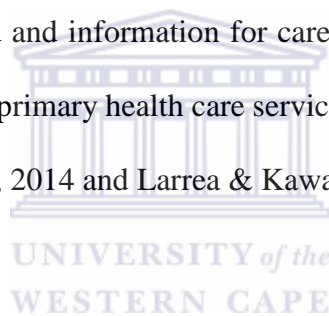 and information for care
primary health care servic
, 2014 and Larrea & Kawa
UNIVERSITY of the
WESTERN CAPE